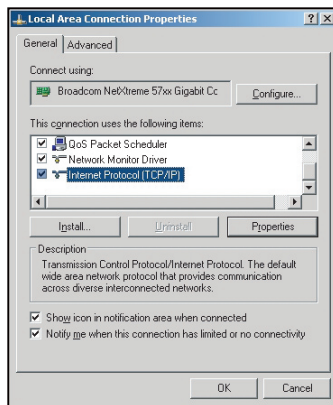 Local Area Connection Properties
General Advanced
Connect using:
Broadcom NetXtreme 57xx Gigabit Cc
Configure...
This connection uses the following items:
QoS Packet Scheduler
Network Monitor Driver
Internet Protocol (TCP/IP)
Install... Uninstall Properties
Description
Transmission Control Protocol/Internet Protocol. The default
wide area network protocol that provides communication
across diverse interconnected networks.
Show icon in notification area when connected
Notify me when this connection has limited or no connectivity
OK Cancel